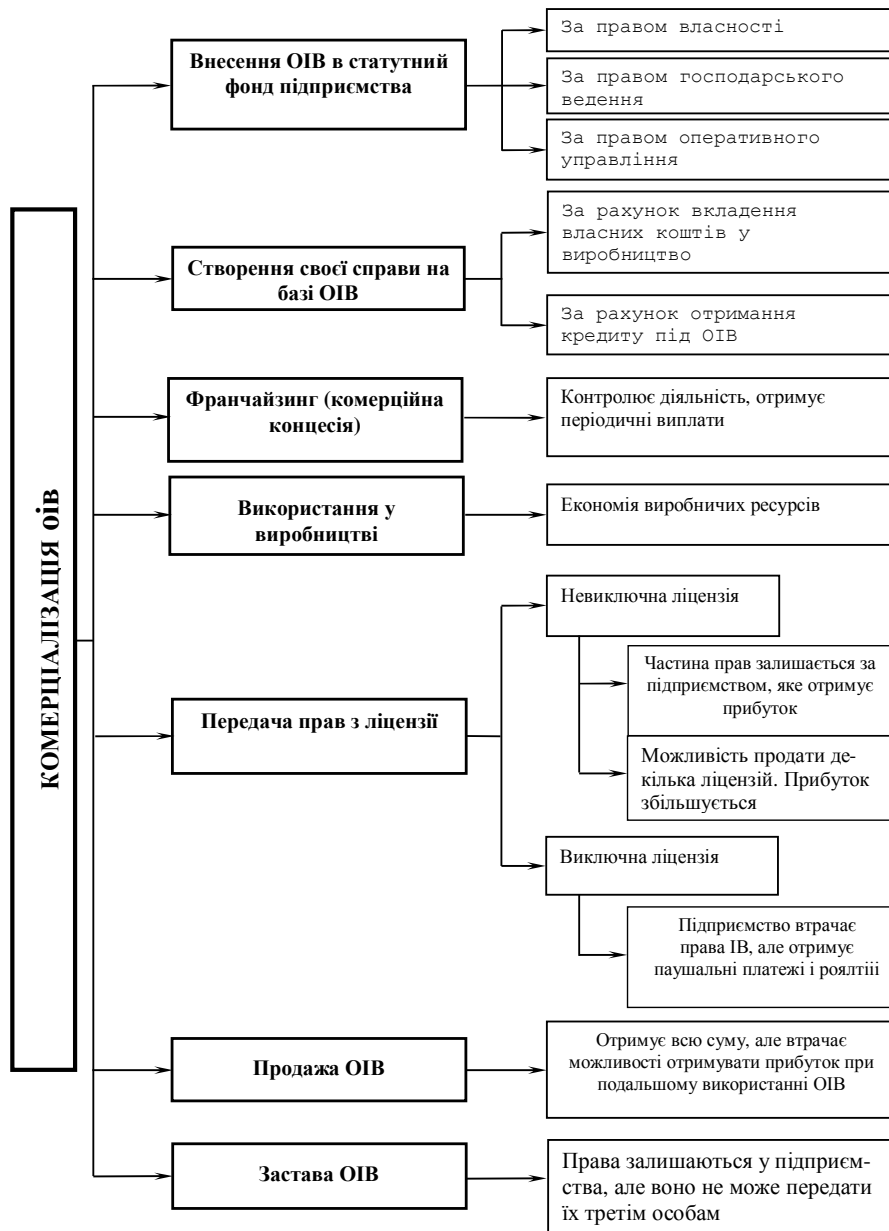 КОМЕРЦІАЛІЗАЦІЯ оів
Внесення ОІВ в статутний
фонд підприємства
За правом власності
За правом господарського
ведення
За правом оперативного
управління
Створення своєї справи на
базі ОІВ
За рахунок вкладення
власних коштів у
виробництво
За рахунок отримання
кредиту під ОІВ
Франчайзинг (комерційна
концесія)
Контролює діяльність, отримує
періодичні виплати
Використання у
виробництві
Економія виробничих ресурсів
Передача прав з ліцензії
Невиключна ліцензія
Частина прав залишається за
підприємством, яке отримує
прибуток
Можливість продати де-
кілька ліцензій. Прибуток
збільшується
Виключна ліцензія
Підприємство втрачає
права ІВ, але отримує
паушальні платежі і роялтіії
Продажа ОІВ
Отримує всю суму, але втрачає
можливості отримувати прибуток при
подальшому використанні ОІВ
Застава ОІВ
Права залишаються у підприєм-
ства, але воно не може передати
їх третім особам